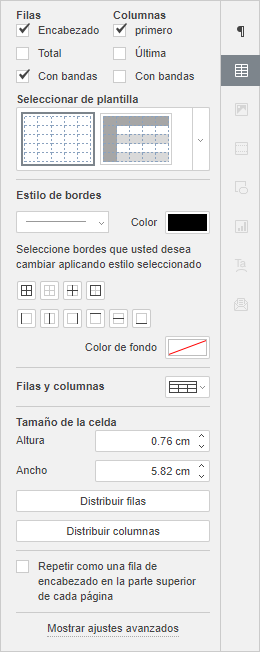 Filas Columnas
Encabezado primero
Total Última
Con bandas Con bandas
Seleccionar de plantilla
Estilo de bordes
Color
Seleccione bordes que usted desea
cambiar aplicando estilo seleccionado
Color de fondo
Filas y columnas
Tamaño de la celda
Altura 0.76 cm
Ancho 5.82 cm
Distribuir filas
Distribuir columnas
Repetir como una fila de
encabezado en la parte superior
de cada página
Mostrar ajustes avanzados